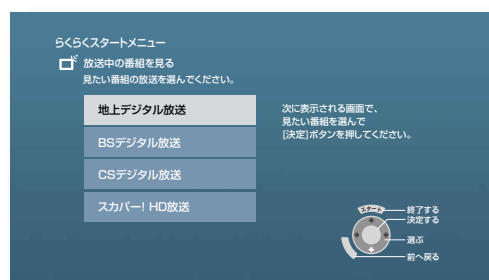 らくらくスタートメニュー
放送中の番組を見る
見たい番組の放送を選んでください。
地上デジタル放送
BSデジタル放送
CSデジタル放送
スカパー! HD放送
次に表示される画面で、
見たい番組を選んで
[決定]ボタンを押してください。
スタート
終了する
決定する
選ぶ
前へ戻る